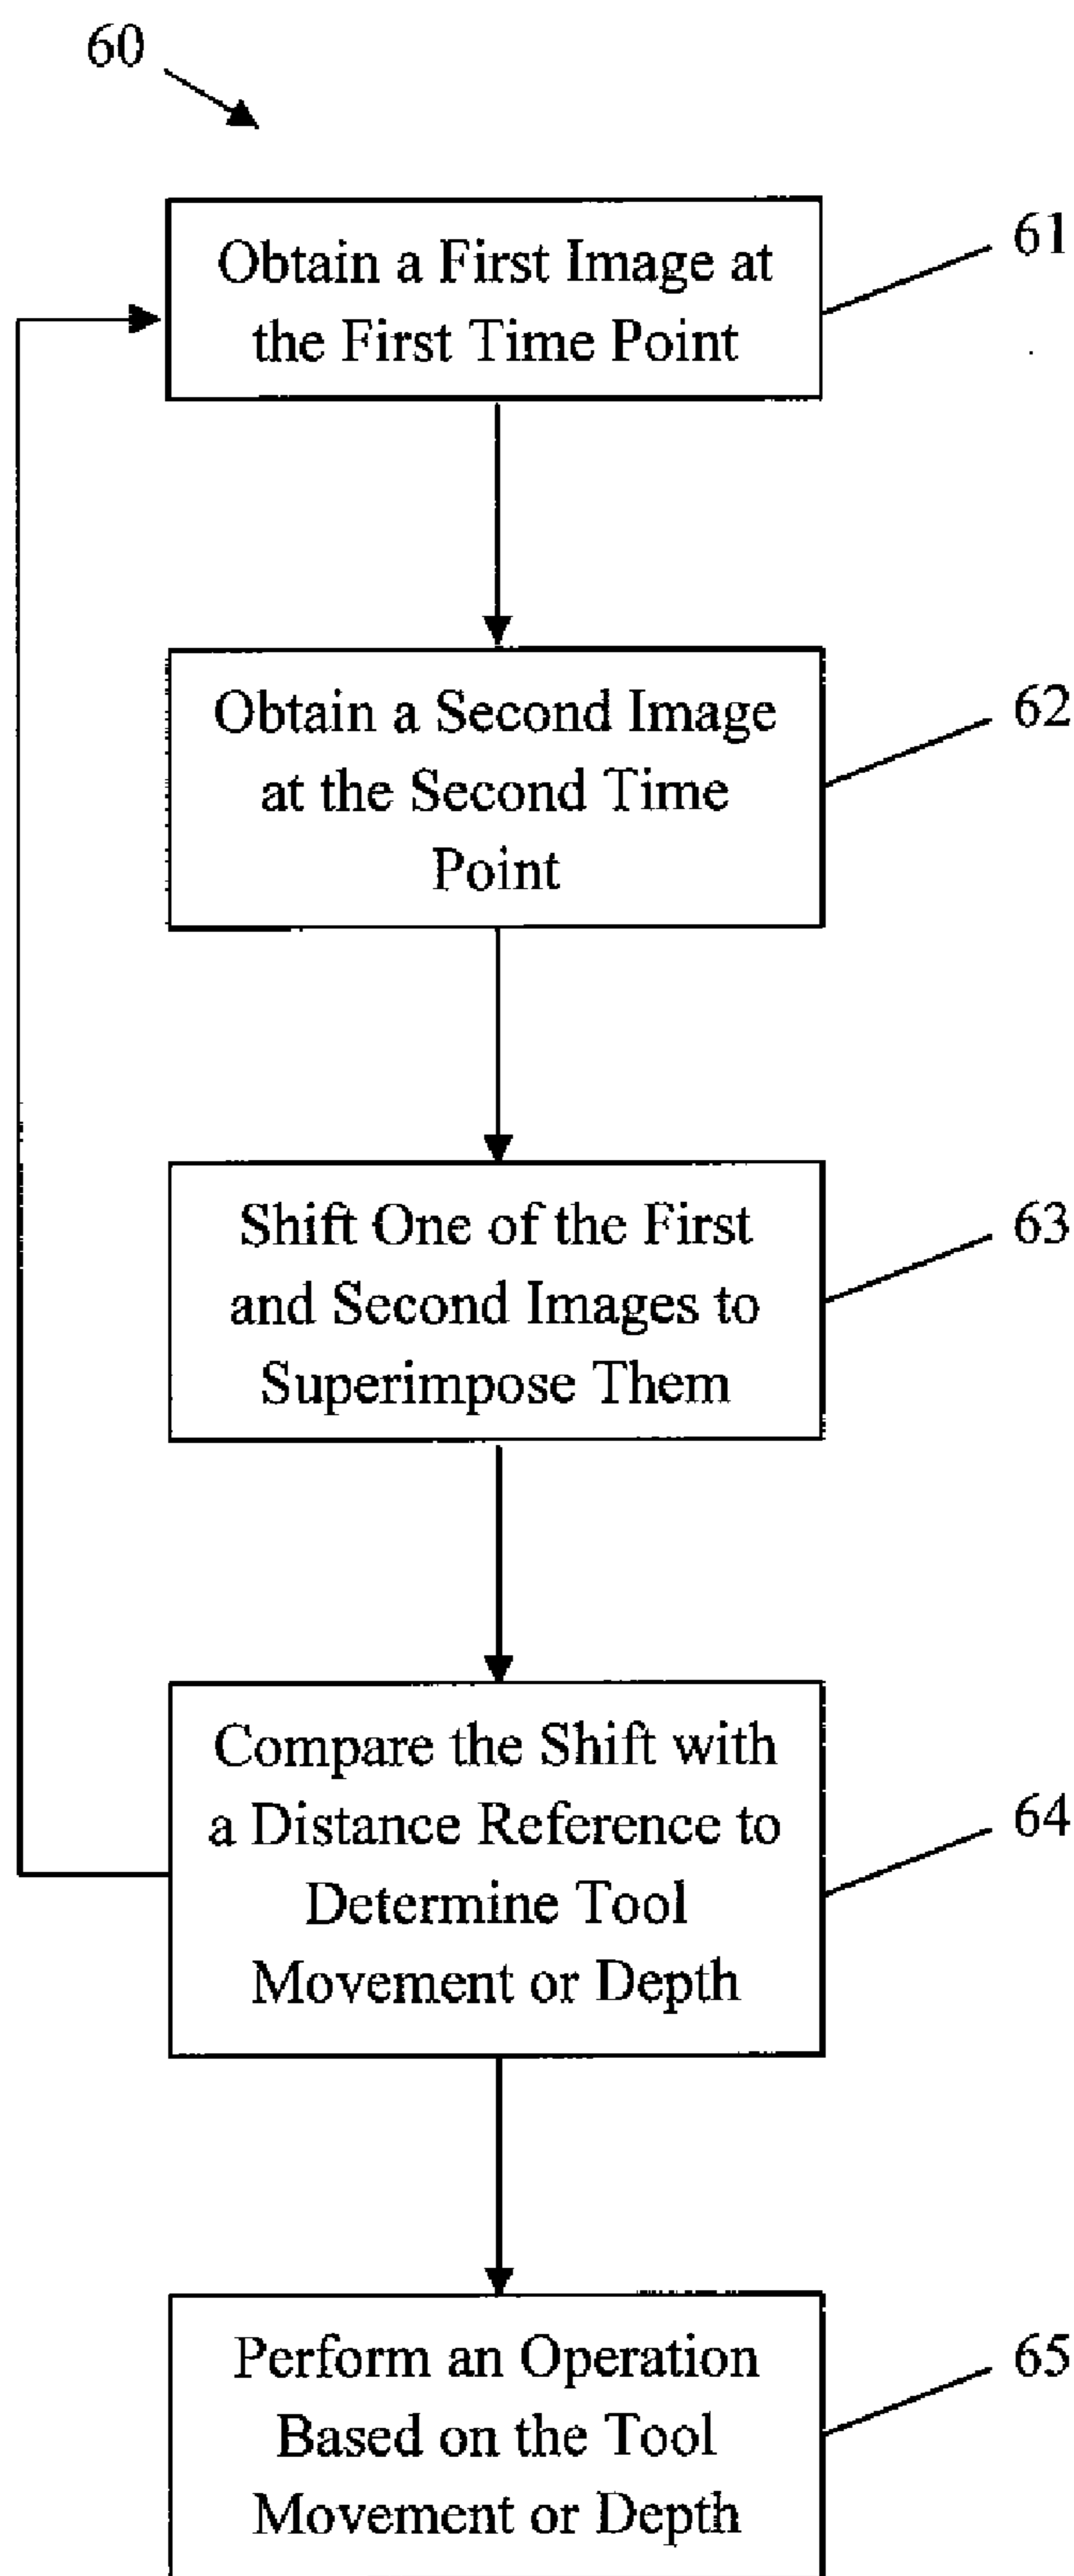 60
Obtain a First Image at
the First Time Point
61
Obtain a Second Image
at the Second Time
Point
62
Shift One of the First
and Second Images to
Superimpose Them
63
Compare the Shift with
a Distance Reference to
Determine Tool
Movement or Depth
64
Perform an Operation
Based on the Tool
Movement or Depth
65